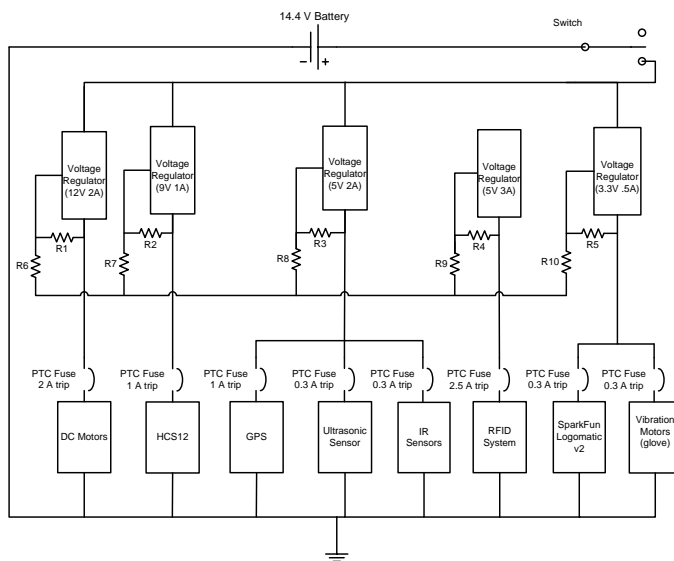 14.4 V Battery
Switch
Voltage
Regulator
(12V 2A)
Voltage
Regulator
(9V 1A)
Voltage
Regulator
(5V 2A)
Voltage
Regulator
(5V 3A)
Voltage
Regulator
(3.3V .5A)
R1
R2
R3
R4
R5
R6
R7
R8
R9
R10
PTC Fuse
2 A trip
PTC Fuse
1 A trip
PTC Fuse
1 A trip
PTC Fuse
0.3 A trip
PTC Fuse
0.3 A trip
PTC Fuse
2.5 A trip
PTC Fuse
0.3 A trip
PTC Fuse
0.3 A trip
DC Motors
HCS12
GPS
Ultrasonic
Sensor
IR
Sensors
RFID
System
SparkFun
Logomatic
v2
Vibration
Motors
(glove)